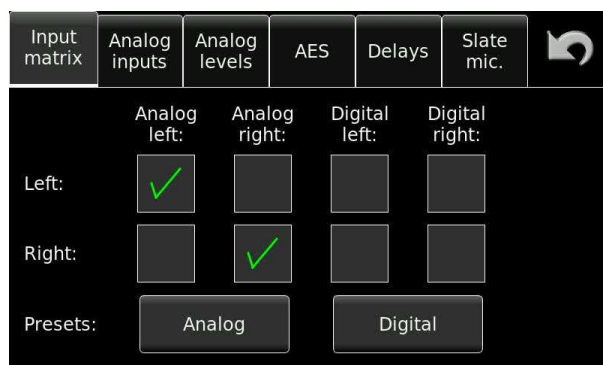 Input matrix
Analog inputs
Analog levels
AES
Delays
Slate mic.
Analog left:
Analog right:
Digital left:
Digital right:
Left:
Right:
Presets:
Analog
Digital